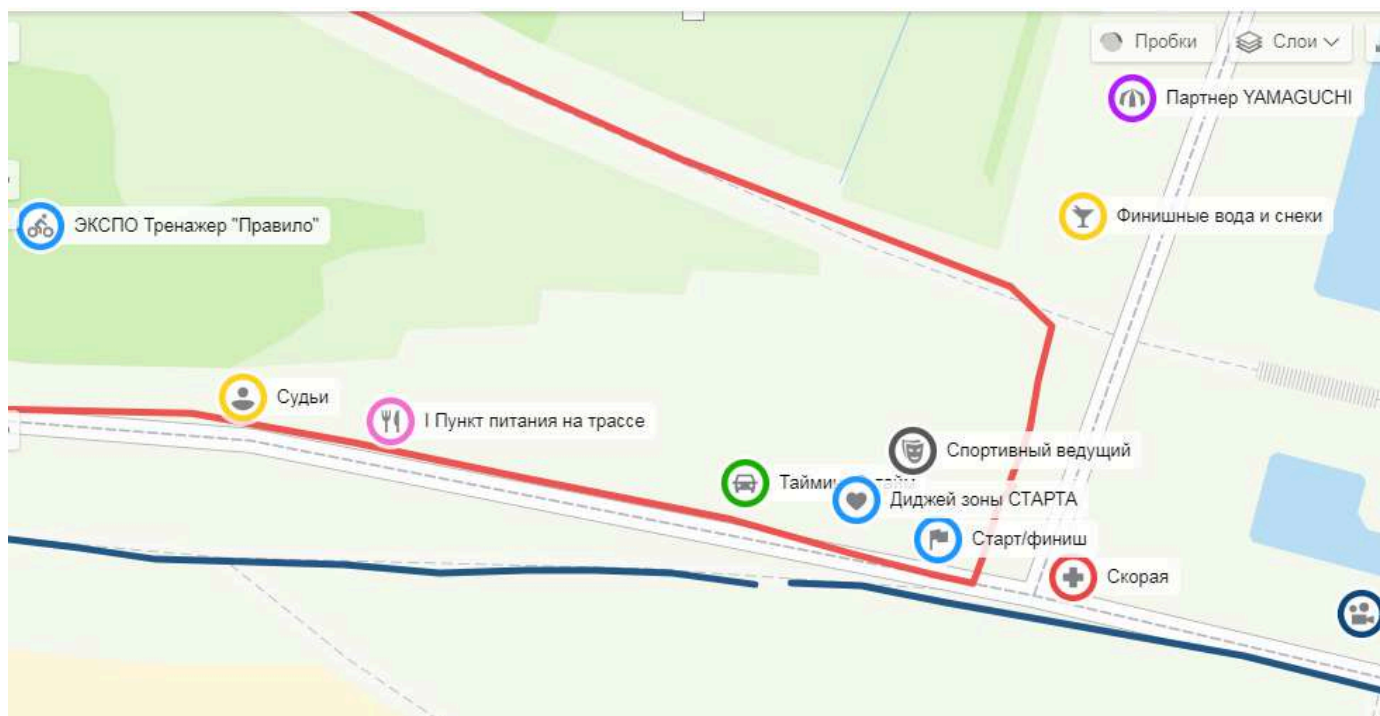 Пробки
Слои
Партнер YAMAGUCHI
Финишные вода и снеки
ЭКСПО Тренажер "Правило"
Судьи
I Пункт питания на трассе
Спортивный ведущий
Диджей зоны СТАРТА
Старт/финиш
Скорая